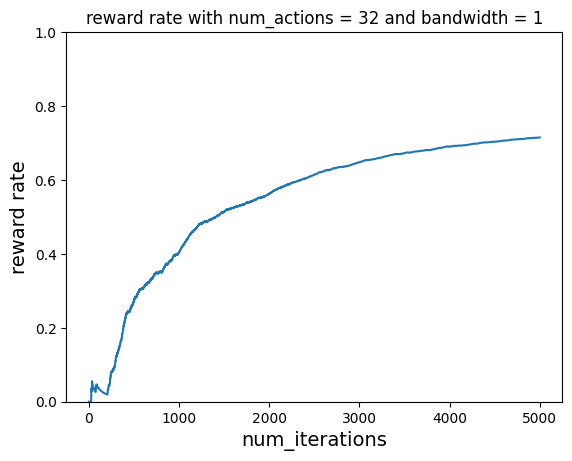 reward rate with num_actions = 32 and bandwidth = 1
1.0
0.8
0.6
0.4
0.2
0.0
reward rate
0 1000 2000 3000 4000 5000
num_iterations